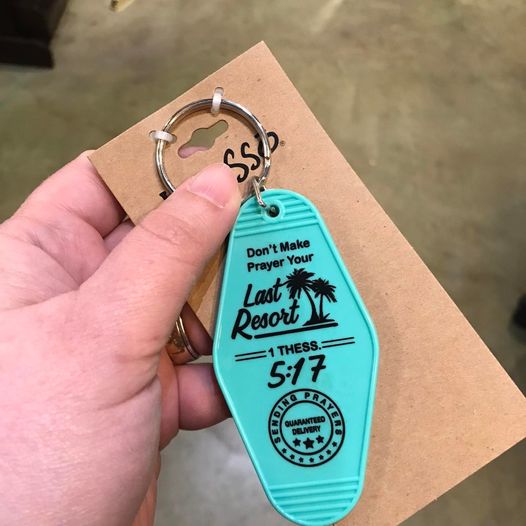 Don't Make
Prayer Your
Last
Resort
1 THESS.
5:17
SENDING PRAYERS
GUARANTEED
DELIVERY